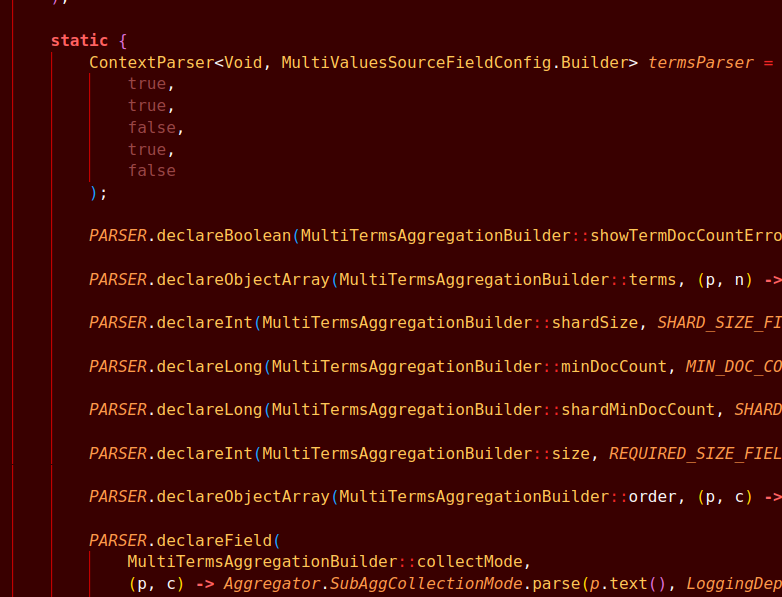 ),
static {
ContextParser<Void, MultiValuesSourceFieldConfig.Builder> termsParser =
true,
true,
false,
true,
false
);
PARSER.declareBoolean(MultiTermsAggregationBuilder::showTermDocCountErro
PARSER.declareObjectArray(MultiTermsAggregationBuilder::terms, (p, n) ->
PARSER.declareInt(MultiTermsAggregationBuilder::shardSize, SHARD_SIZE_FI
PARSER.declareLong(MultiTermsAggregationBuilder::minDocCount, MIN_DOC_CO
PARSER.declareLong(MultiTermsAggregationBuilder::shardMinDocCount, SHARD
PARSER.declareInt(MultiTermsAggregationBuilder::size, REQUIRED_SIZE_FIEL
PARSER.declareObjectArray(MultiTermsAggregationBuilder::order, (p, c) ->
PARSER.declareField(
MultiTermsAggregationBuilder::collectMode,
(p, c) -> Aggregator.SubAggCollectionMode.parse(p.text(), LoggingDep